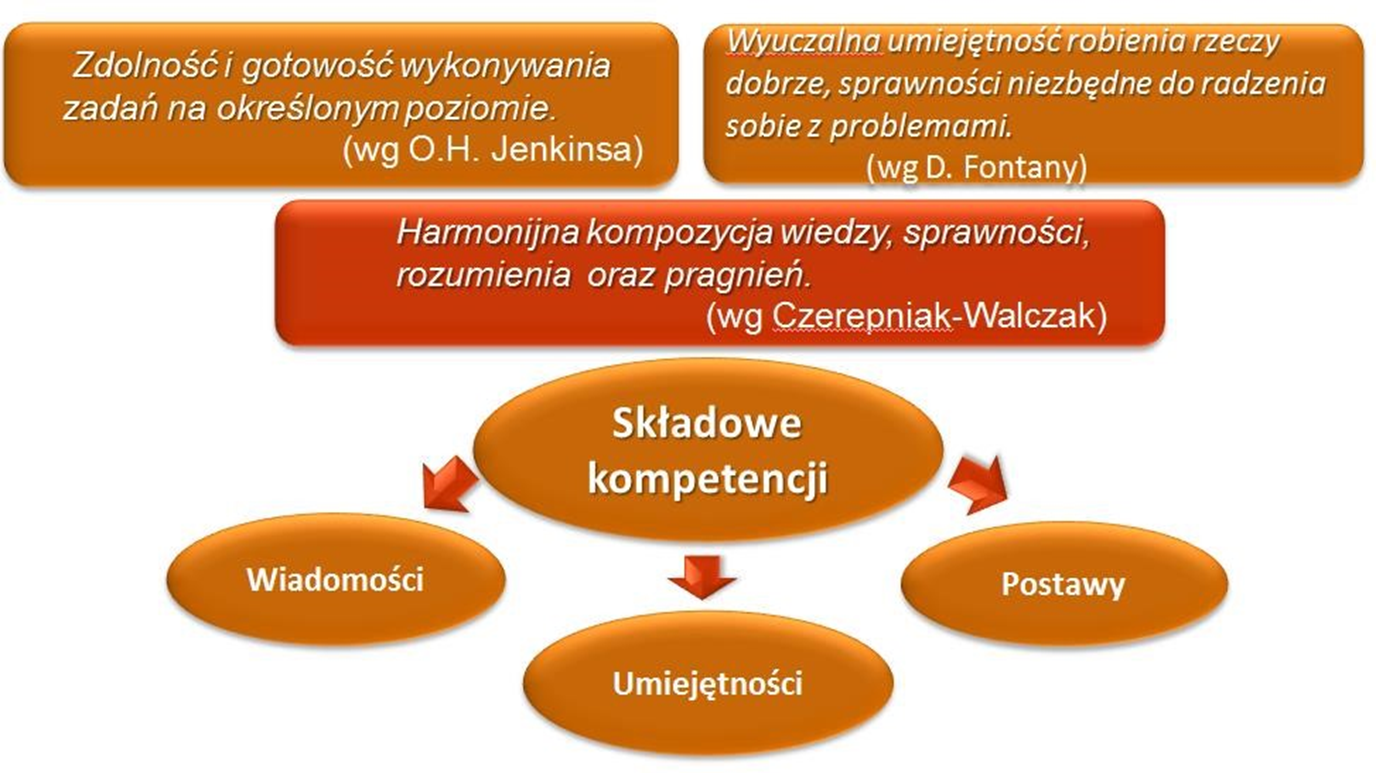 Zdolność i gotowość wykonywania
zadań na określonym poziomie.
(wg O.H. Jenkinsa)
Wyuczalna umiejętność robienia rzeczy
dobrze, sprawności niezbędne do radzenia
sobie z problemami.
(wg D. Fontany)
Harmonijna kompozycja wiedzy, sprawności,
rozumienia oraz pragnień.
(wg Czerepniak-Walczak)
Składowe
kompetencji
Wiadomości
Postawy
Umiejętności